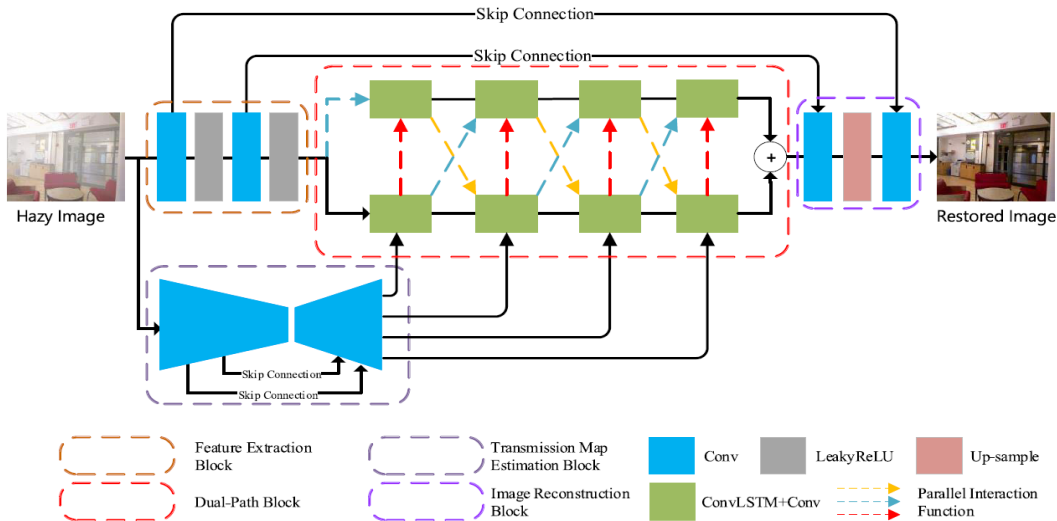 Skip Connection
Skip Connection
Hazy Image
+
Restored Image
Skip Connection
Skip Connection
Feature Extraction
Block
Transmission Map
Estimation Block
Conv
LeakyReLU
Up-sample
Dual-Path Block
Image Reconstruction
Block
ConvLSTM+Conv
Parallel Interaction
Function